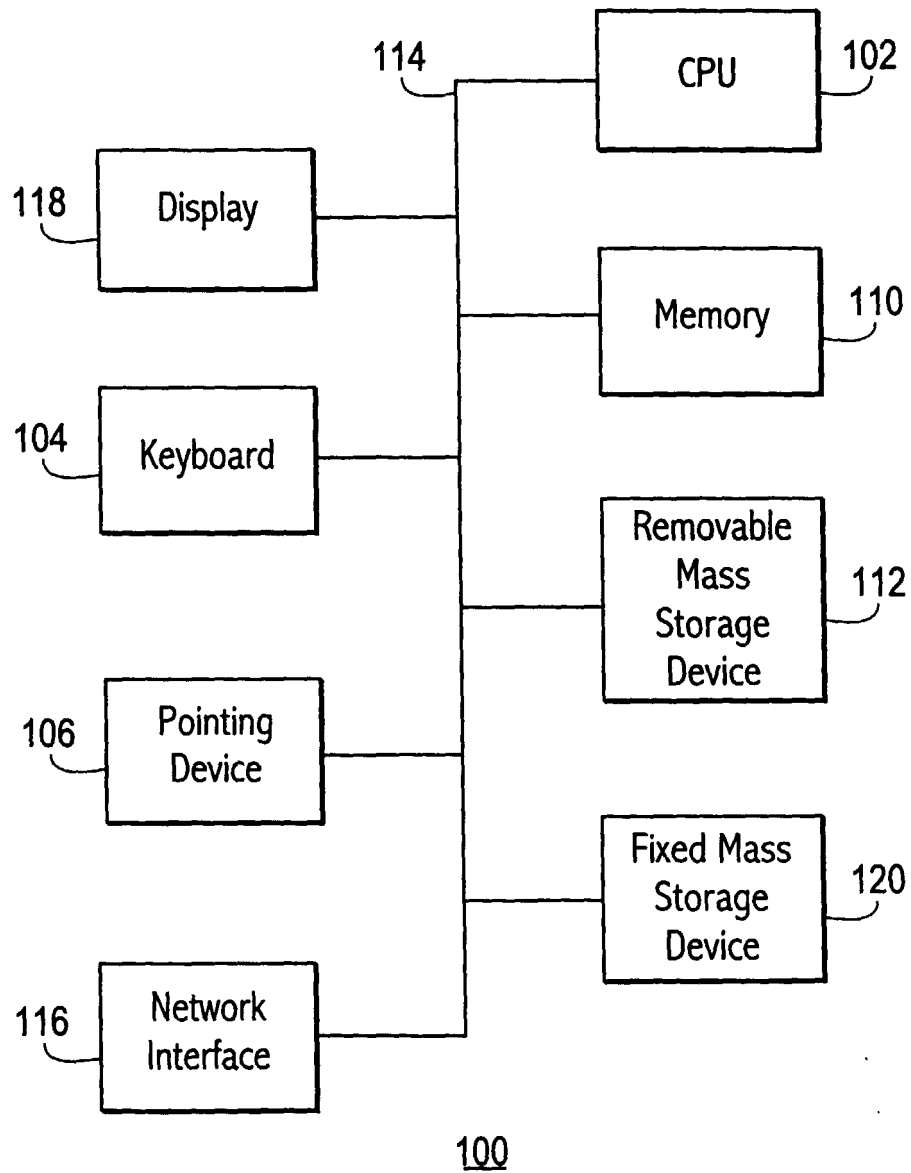 114
CPU
102
118
Display
Memory
110
104
Keyboard
Removable
Mass
Storage
Device
112
106
Pointing
Device
Fixed Mass
Storage
Device
120
116
Network
Interface
100